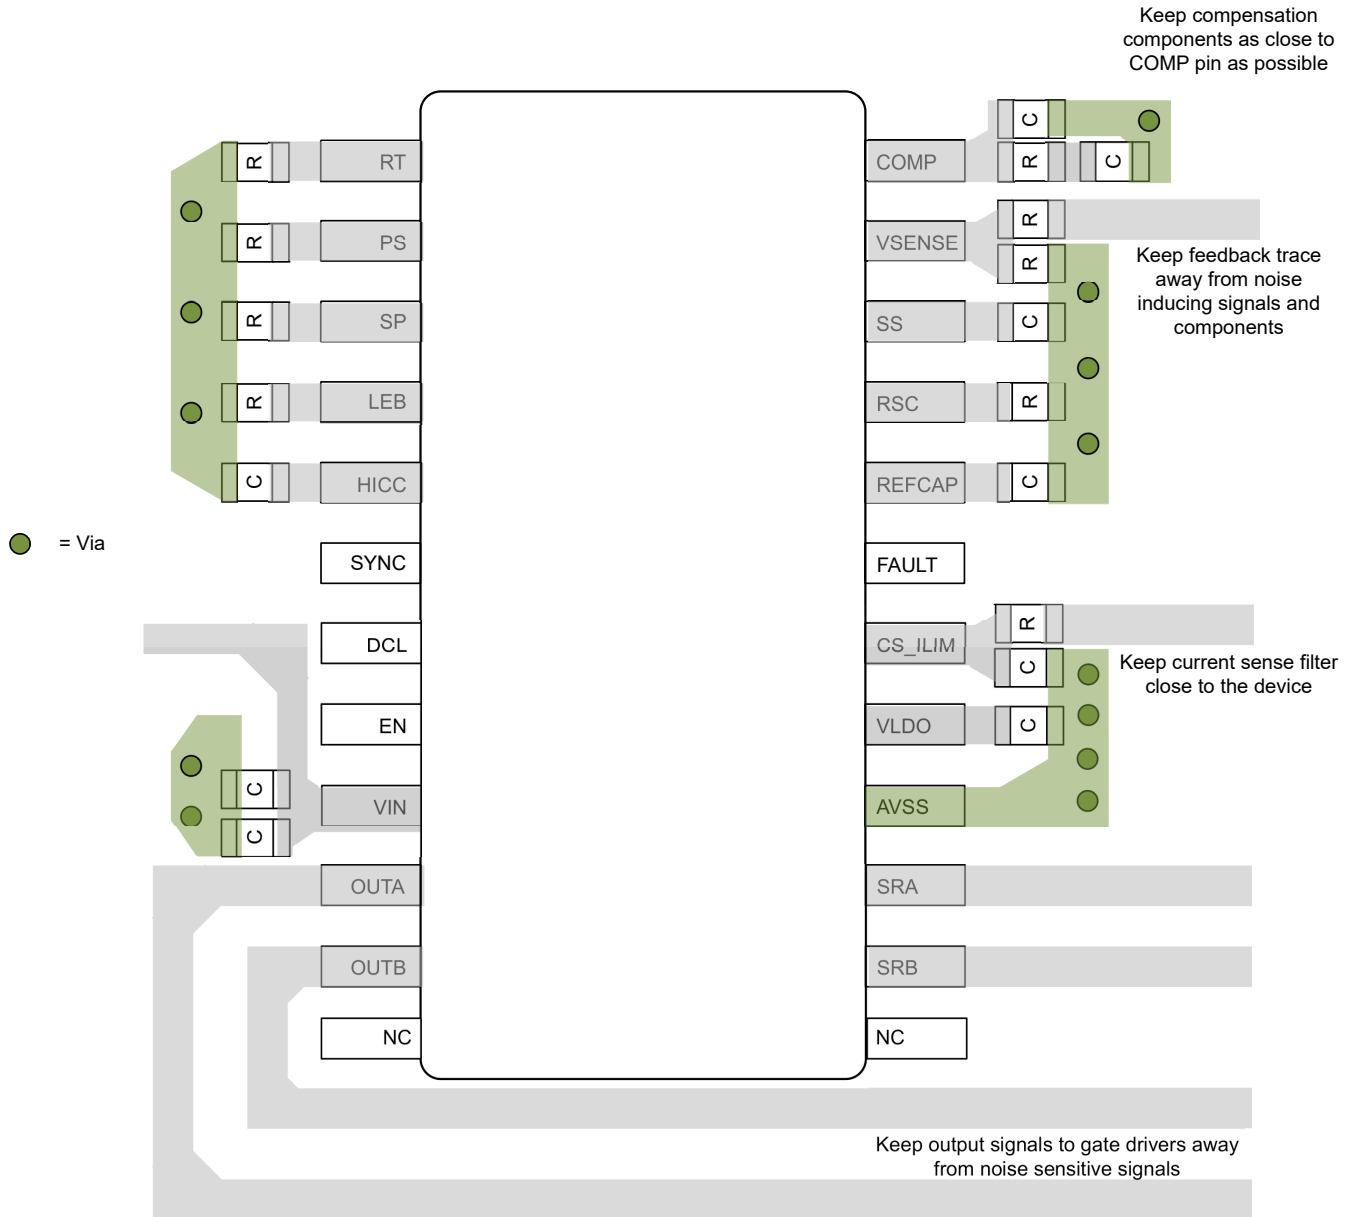 Keep compensation
components as close to
COMP pin as possible
C
R
RT
COMP
R
C
R
R
PS
VSENSE
R
Keep feedback trace
away from noise
inducing signals and
components
R
SP
SS
C
R
LEB
RSC
R
C
HICC
REFCAP
C
= Via
SYNC
FAULT
R
DCL
CS_ILIM
C
Keep current sense filter
close to the device
EN
VLDO
C
C
VIN
AVSS
C
OUTA
SRA
OUTB
SRB
NC
NC
Keep output signals to gate drivers away
from noise sensitive signals